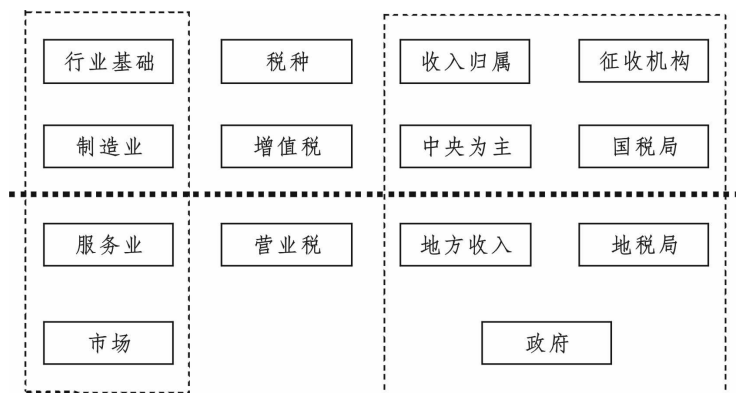 行业基础 税种 收入归属 征收机构
制造业 增值税 中央为主 国税局
服务业 营业税 地方收入 地税局
市场 政府